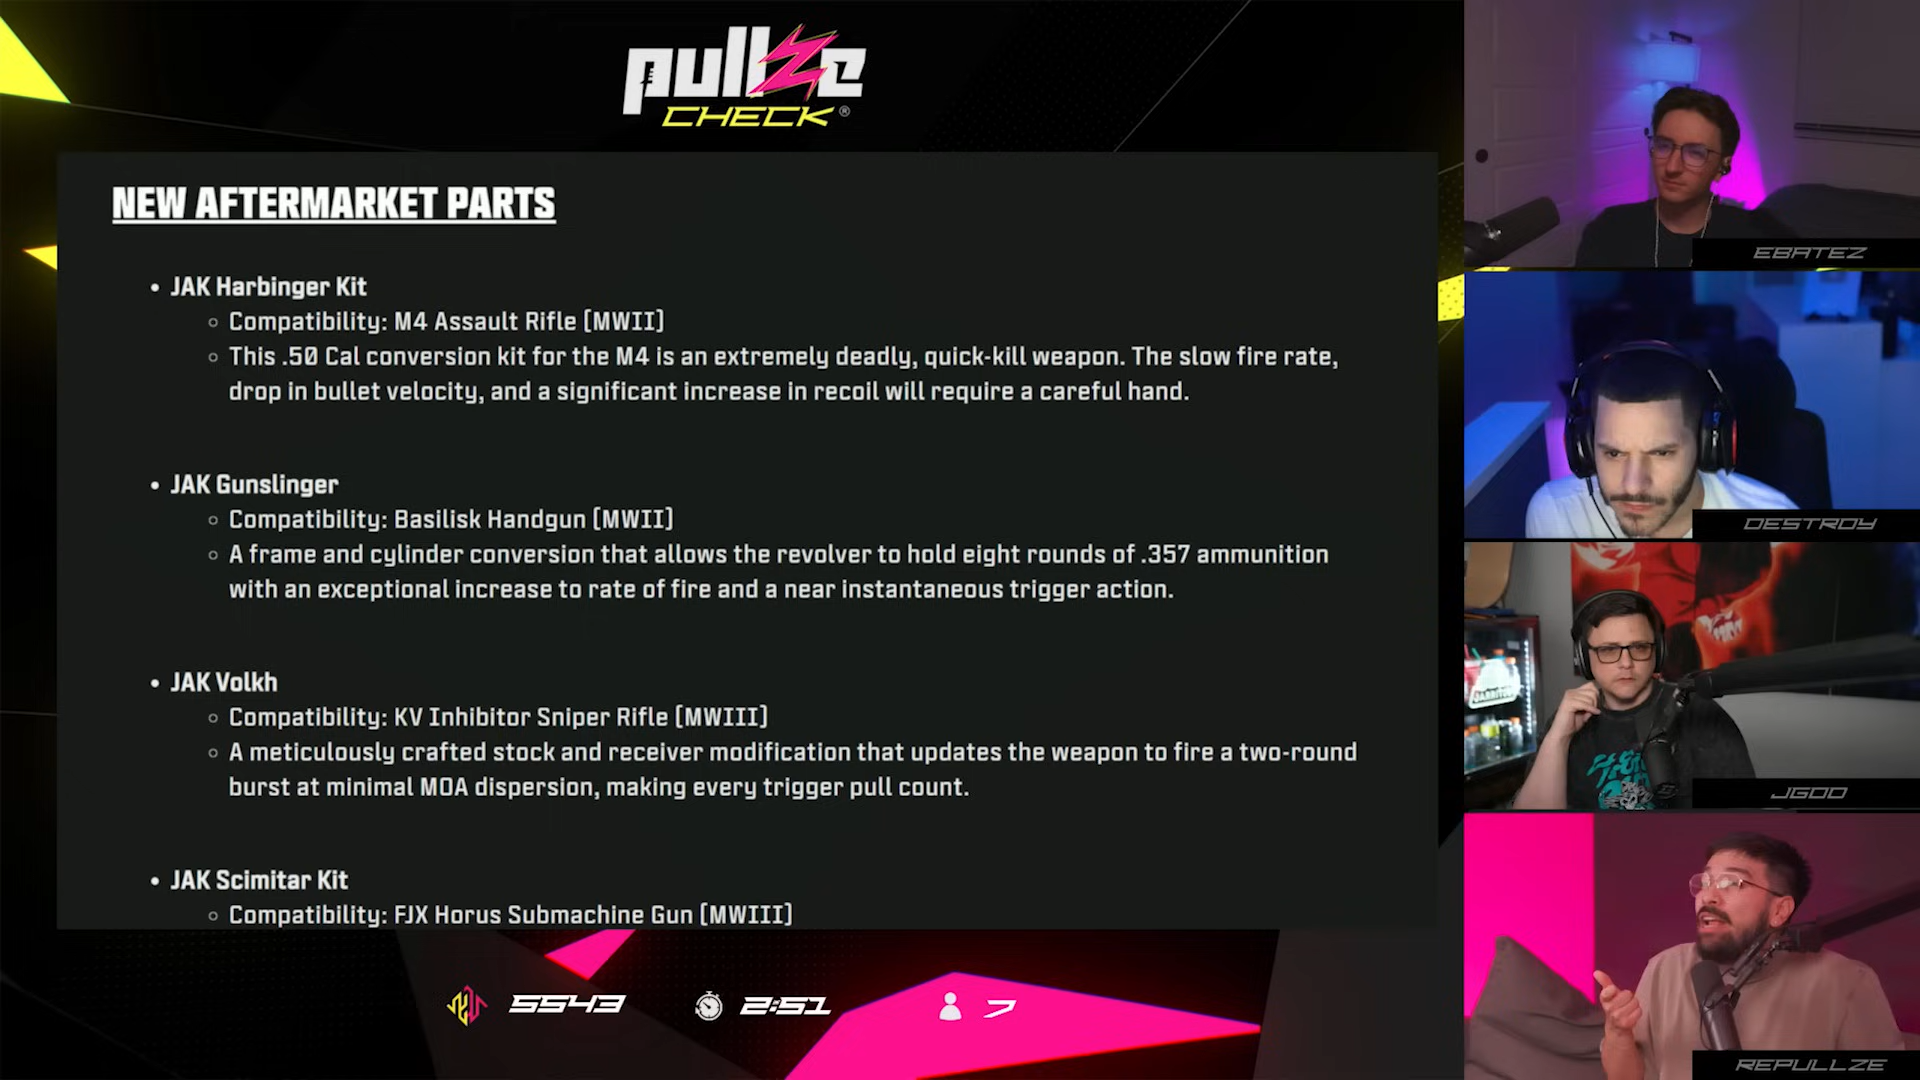 pullze
CHECK®
NEW AFTERMARKET PARTS
• JAK Harbinger Kit
◦ Compatibility: M4 Assault Rifle [MWII]
◦ This .50 Cal conversion kit for the M4 is an extremely deadly, quick-kill weapon. The slow fire rate,
drop in bullet velocity, and a significant increase in recoil will require a careful hand.
• JAK Gunslinger
◦ Compatibility: Basilisk Handgun [MWII]
◦ A frame and cylinder conversion that allows the revolver to hold eight rounds of .357 ammunition
with an exceptional increase to rate of fire and a near instantaneous trigger action.
• JAK Volkh
◦ Compatibility: KV Inhibitor Sniper Rifle [MWIII]
◦ A meticulously crafted stock and receiver modification that updates the weapon to fire a two-round
burst at minimal MOA dispersion, making every trigger pull count.
• JAK Scimitar Kit
◦ Compatibility: FJX Horus Submachine Gun [MWIII]
5543
2:51
7
EBATEZ
DESTROY
JGOD
REPULLZE